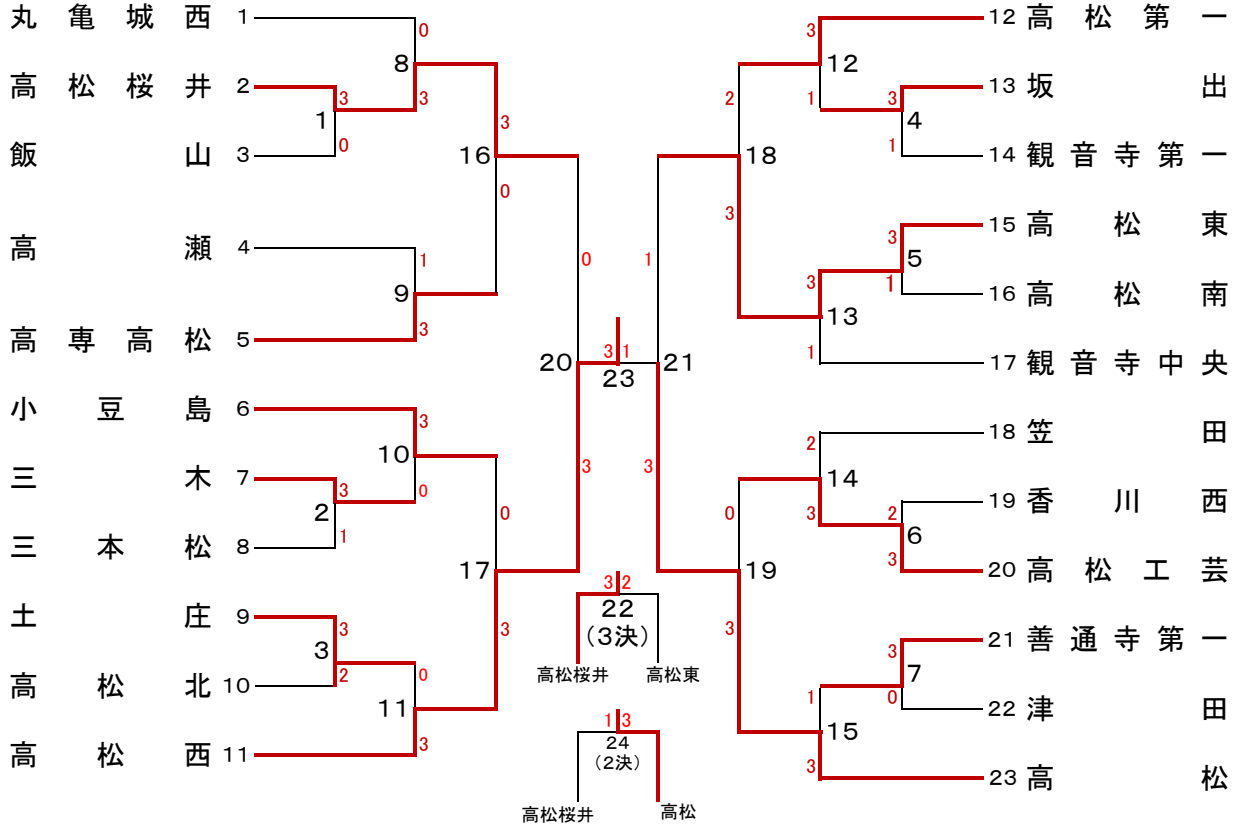 丸亀城西 1
高松桜井 2
飯山 3
高瀬 4
高専高松 5
小豆島 6
三木 7
三本松 8
土庄 9
高松北 10
高松西 11
0
8
3
3
1
0
3
16
0
1
9
3
3
10
0
3
2
1
0
17
3
3
3
2
0
11
3
0
20
3
3 1
23
1
21
3
3 2
22
(3決)
高松桜井 高松東
1 3
24
(2決)
高松桜井 高松
3
12
1
3
4
1
2
18
3
3
5
1
3
13
1
2
14
3
2
6
3
0
19
3
3
7
0
1
15
3
12 高松第一
13 坂出
14 観音寺第一
15 高松東
16 高松南
17 観音寺中央
18 笠田
19 香川西
20 高松工芸
21 善通寺第一
22 津田
23 高松